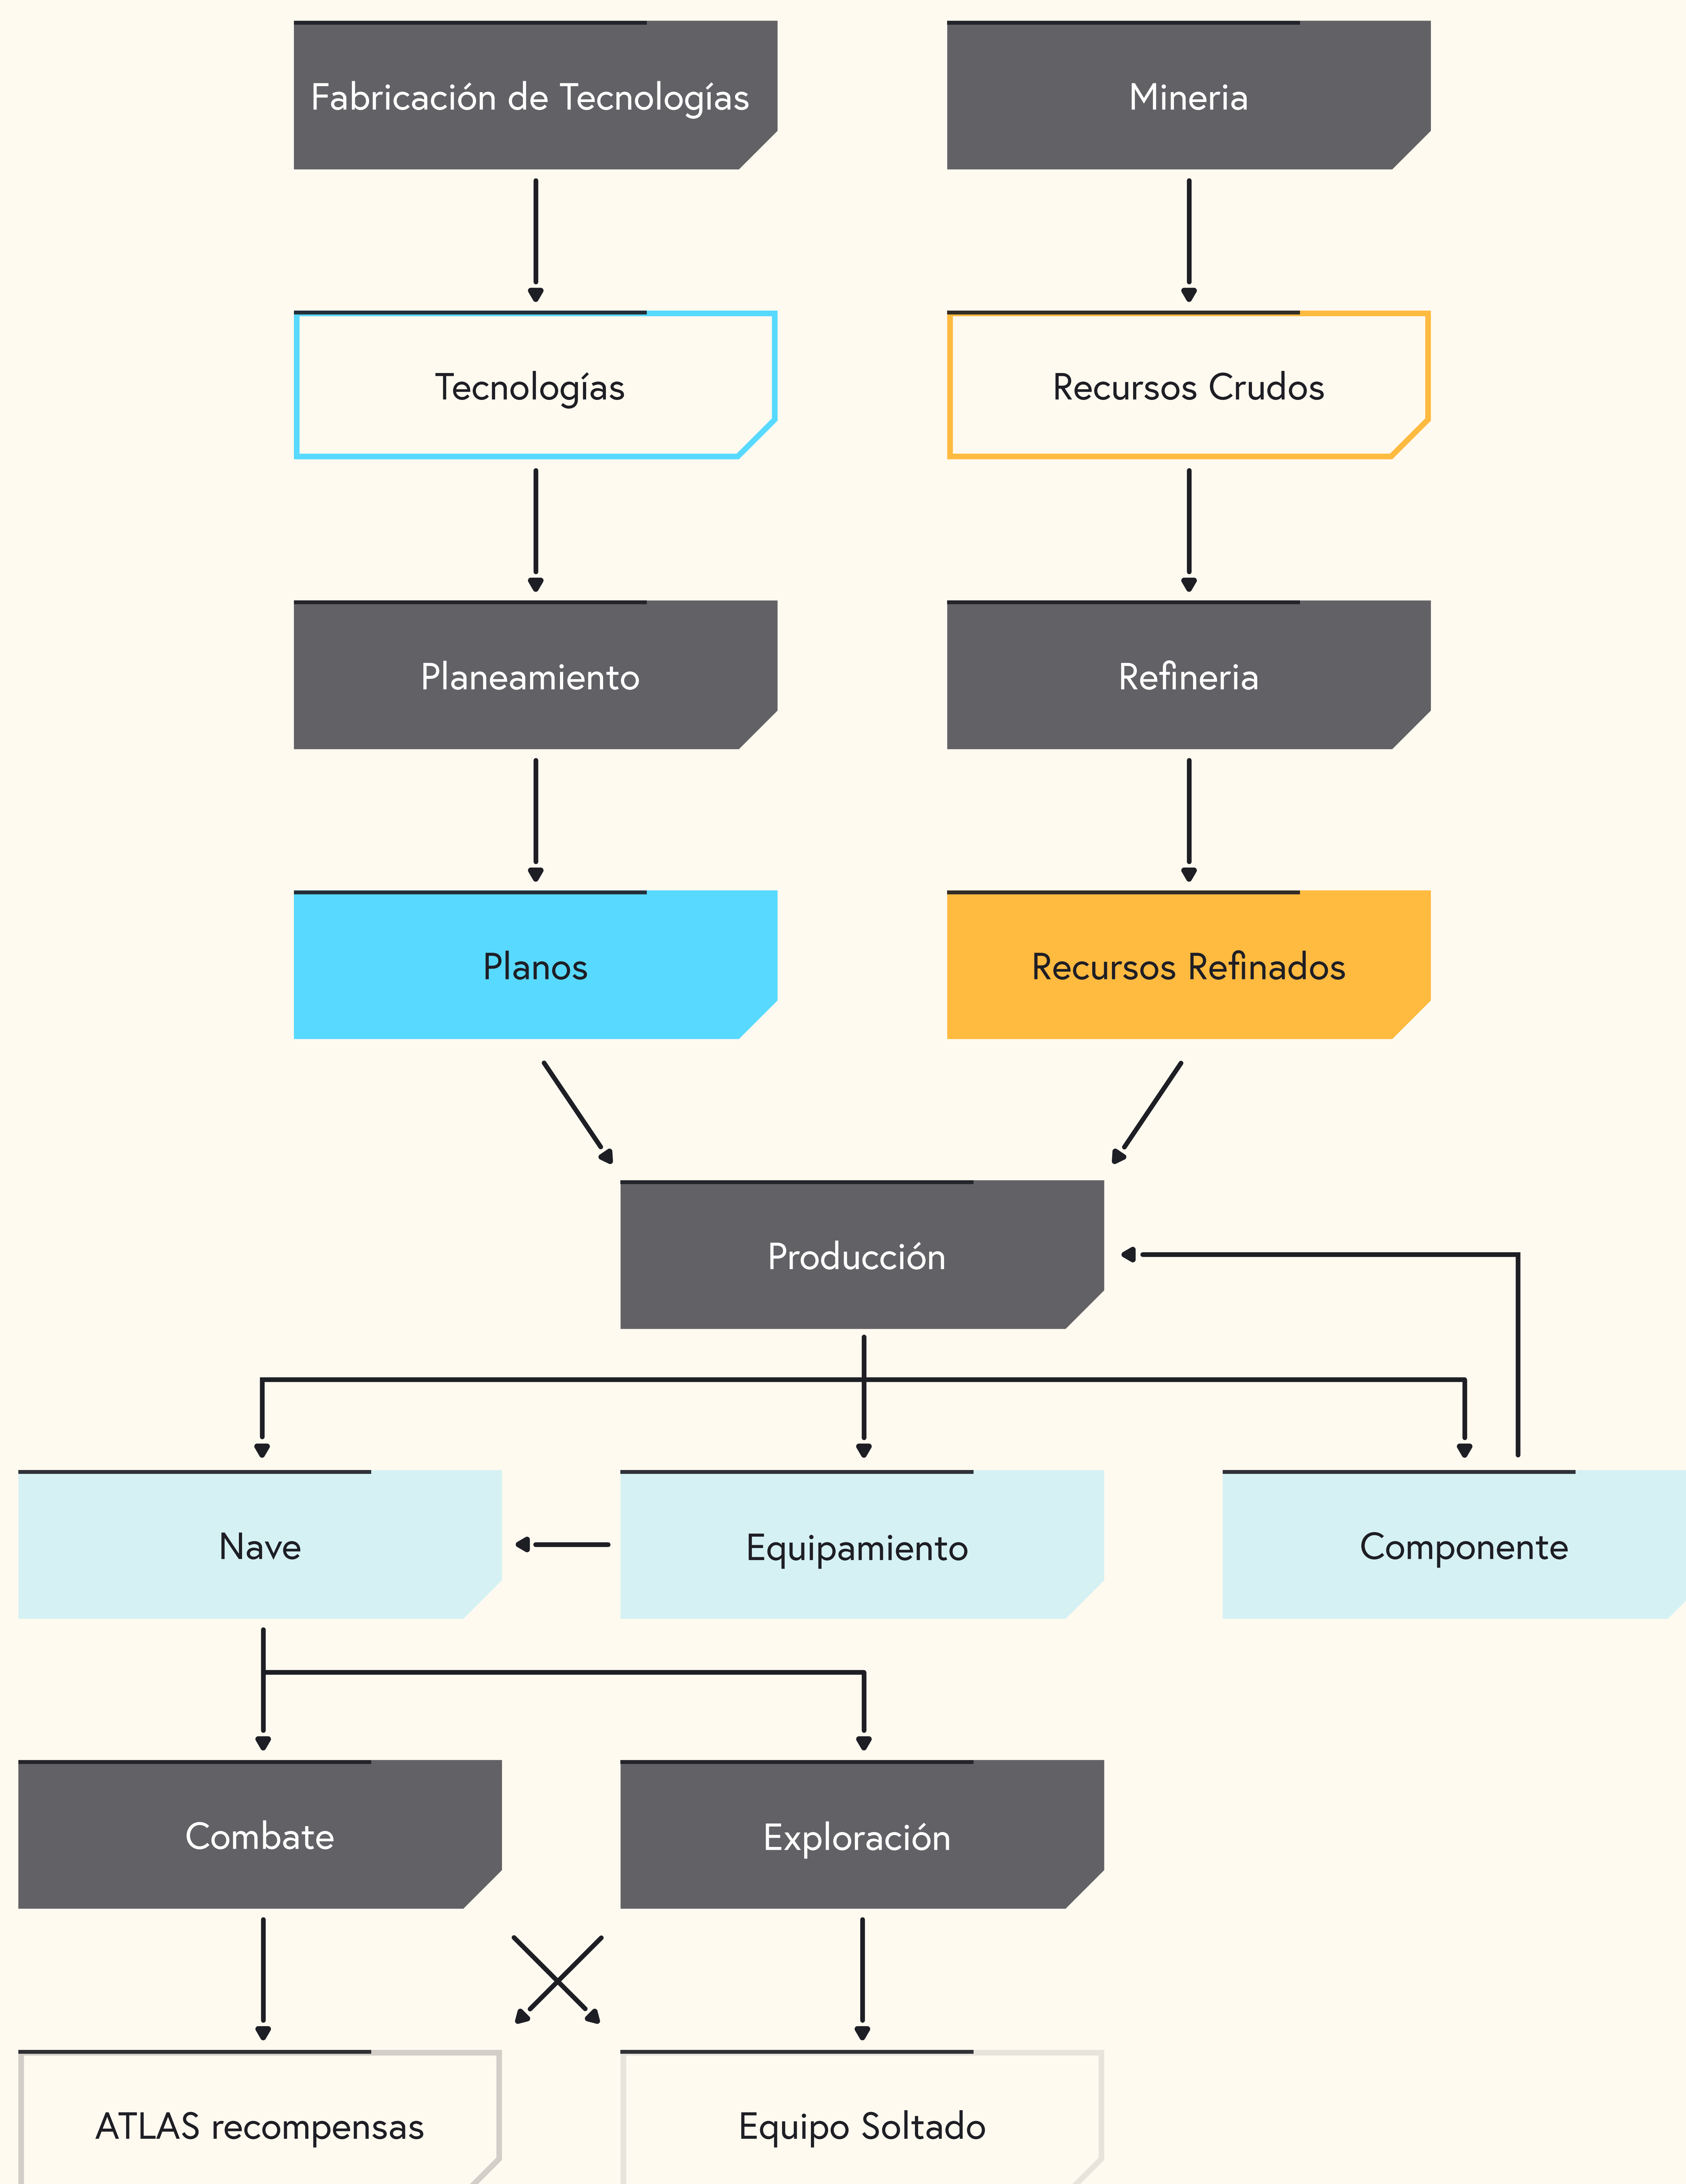 Fabricación de Tecnologías
Mineria
Tecnologías
Recursos Crudos
Planeamiento
Refineria
Planos
Recursos Refinados
Producción
Nave
Equipamiento
Componente
Combate
Exploración
ATLAS recompensas
Equipo Soltado